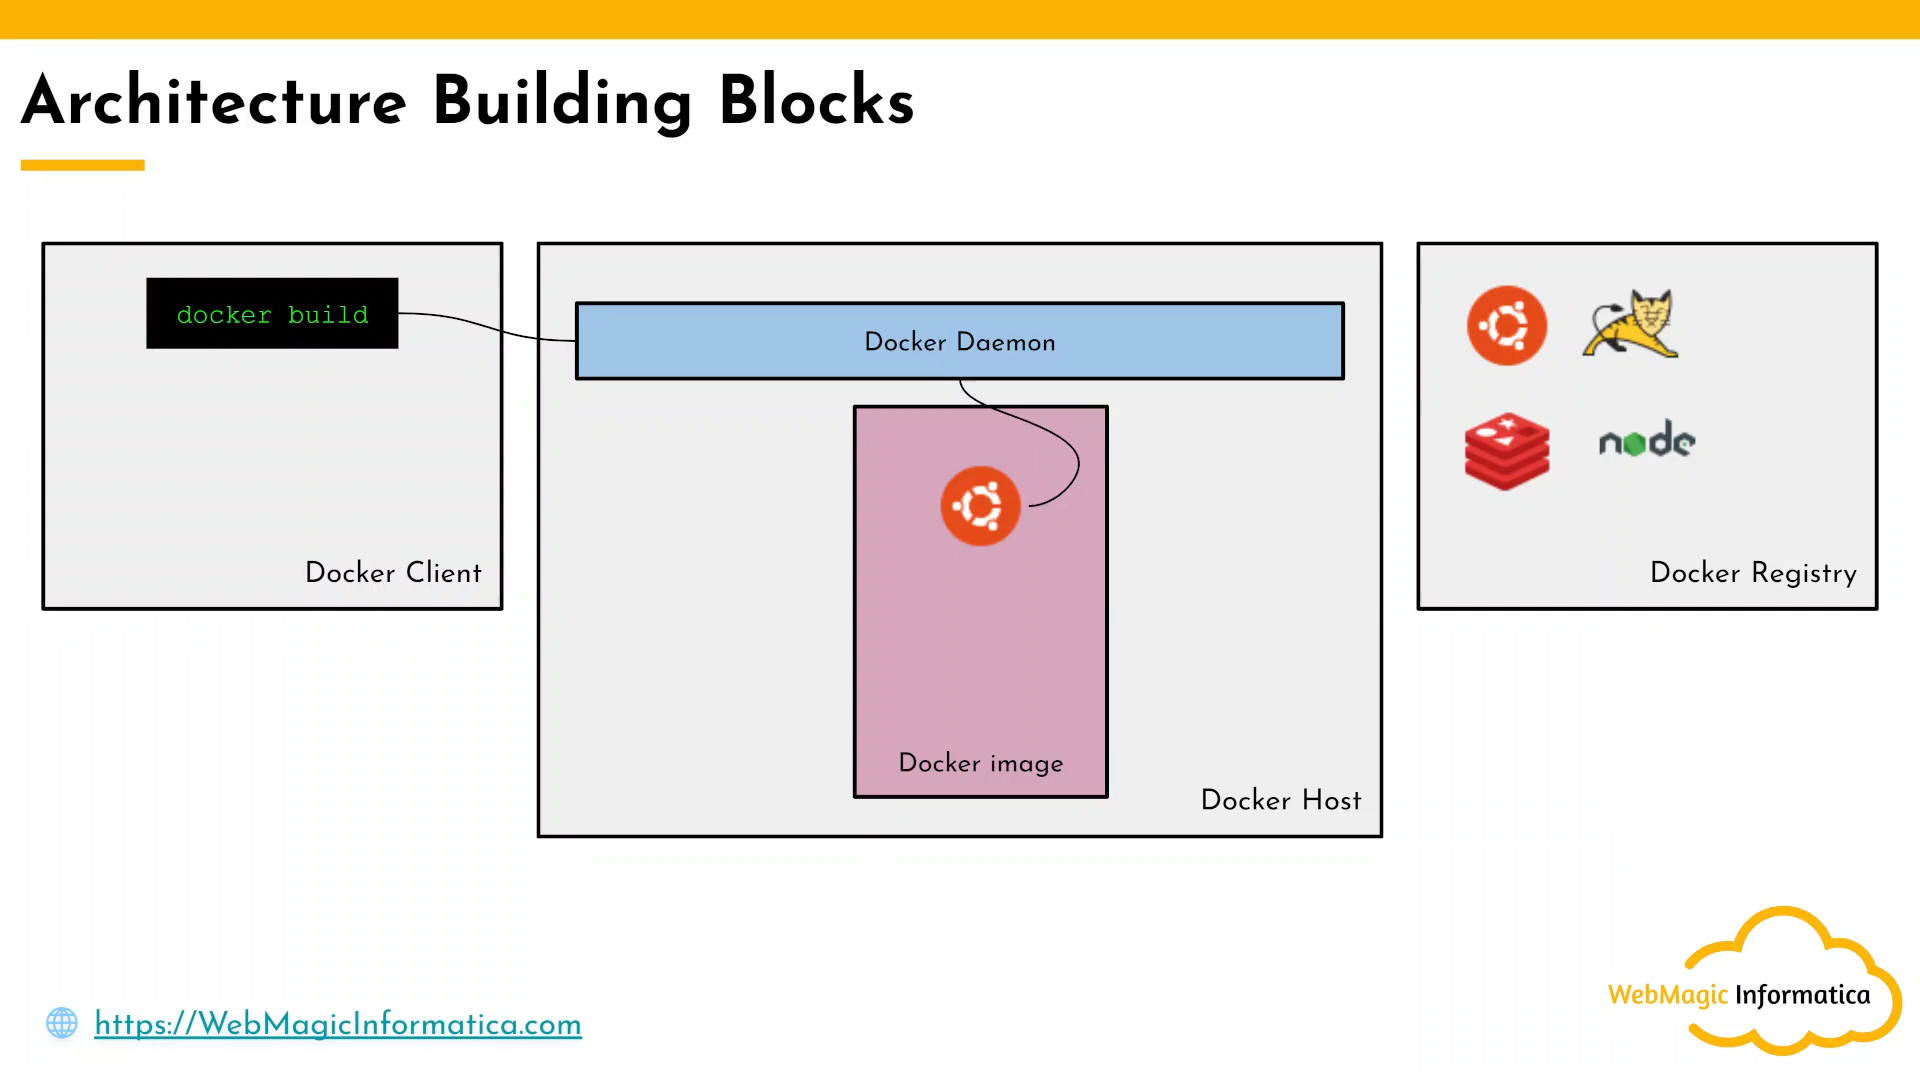 Architecture Building Blocks
docker build
Docker Client
Docker Daemon
Docker image
Docker Host
node
Docker Registry
https://WebMagicInformatica.com
WebMagic Informatica